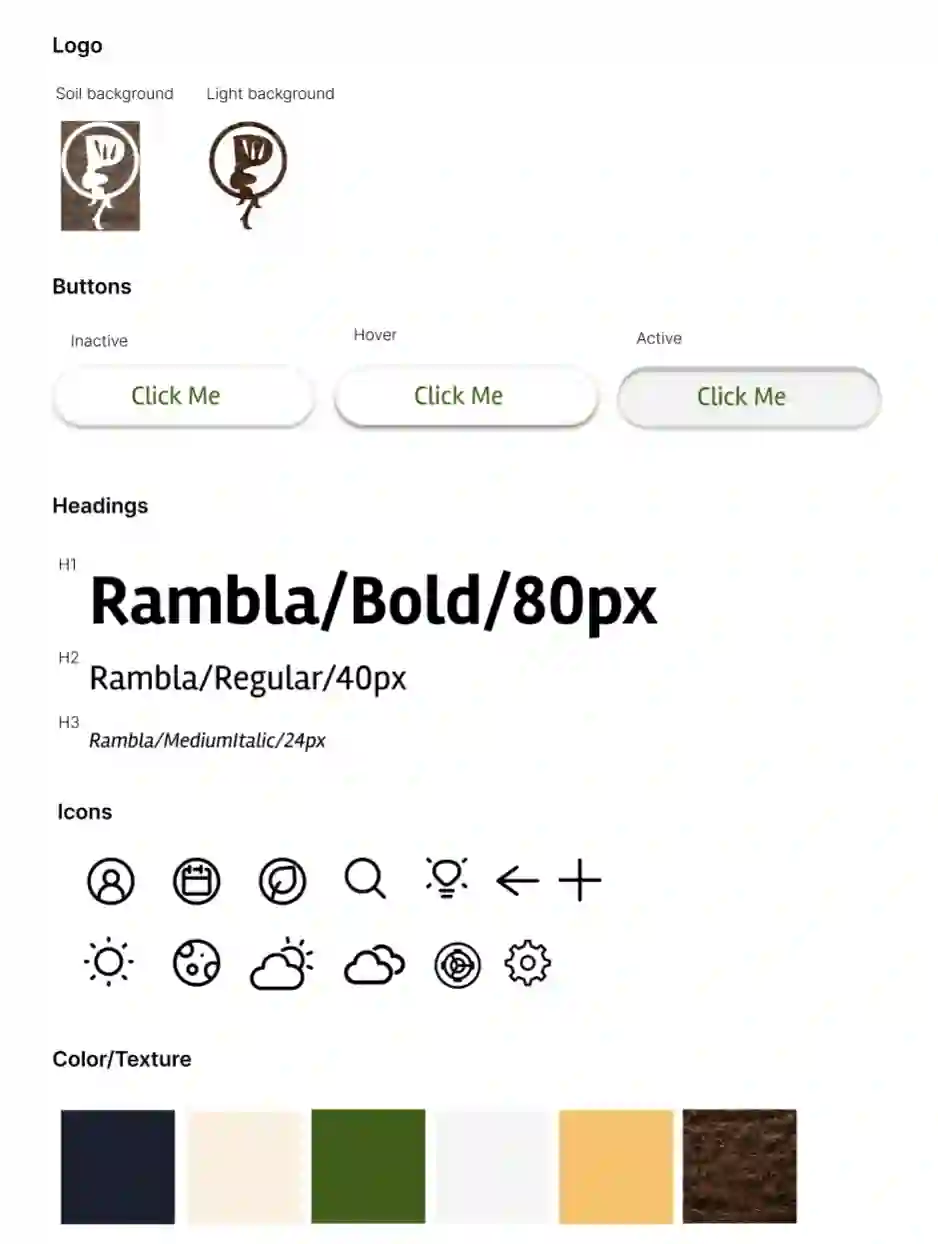 Logo
Soil background Light background
Buttons
Inactive Hover Active
Click Me Click Me Click Me
Headings
H1
Rambla/Bold/80px
H2
Rambla/Regular/40px
H3
Rambla/MediumItalic/24px
Icons
Color/Texture